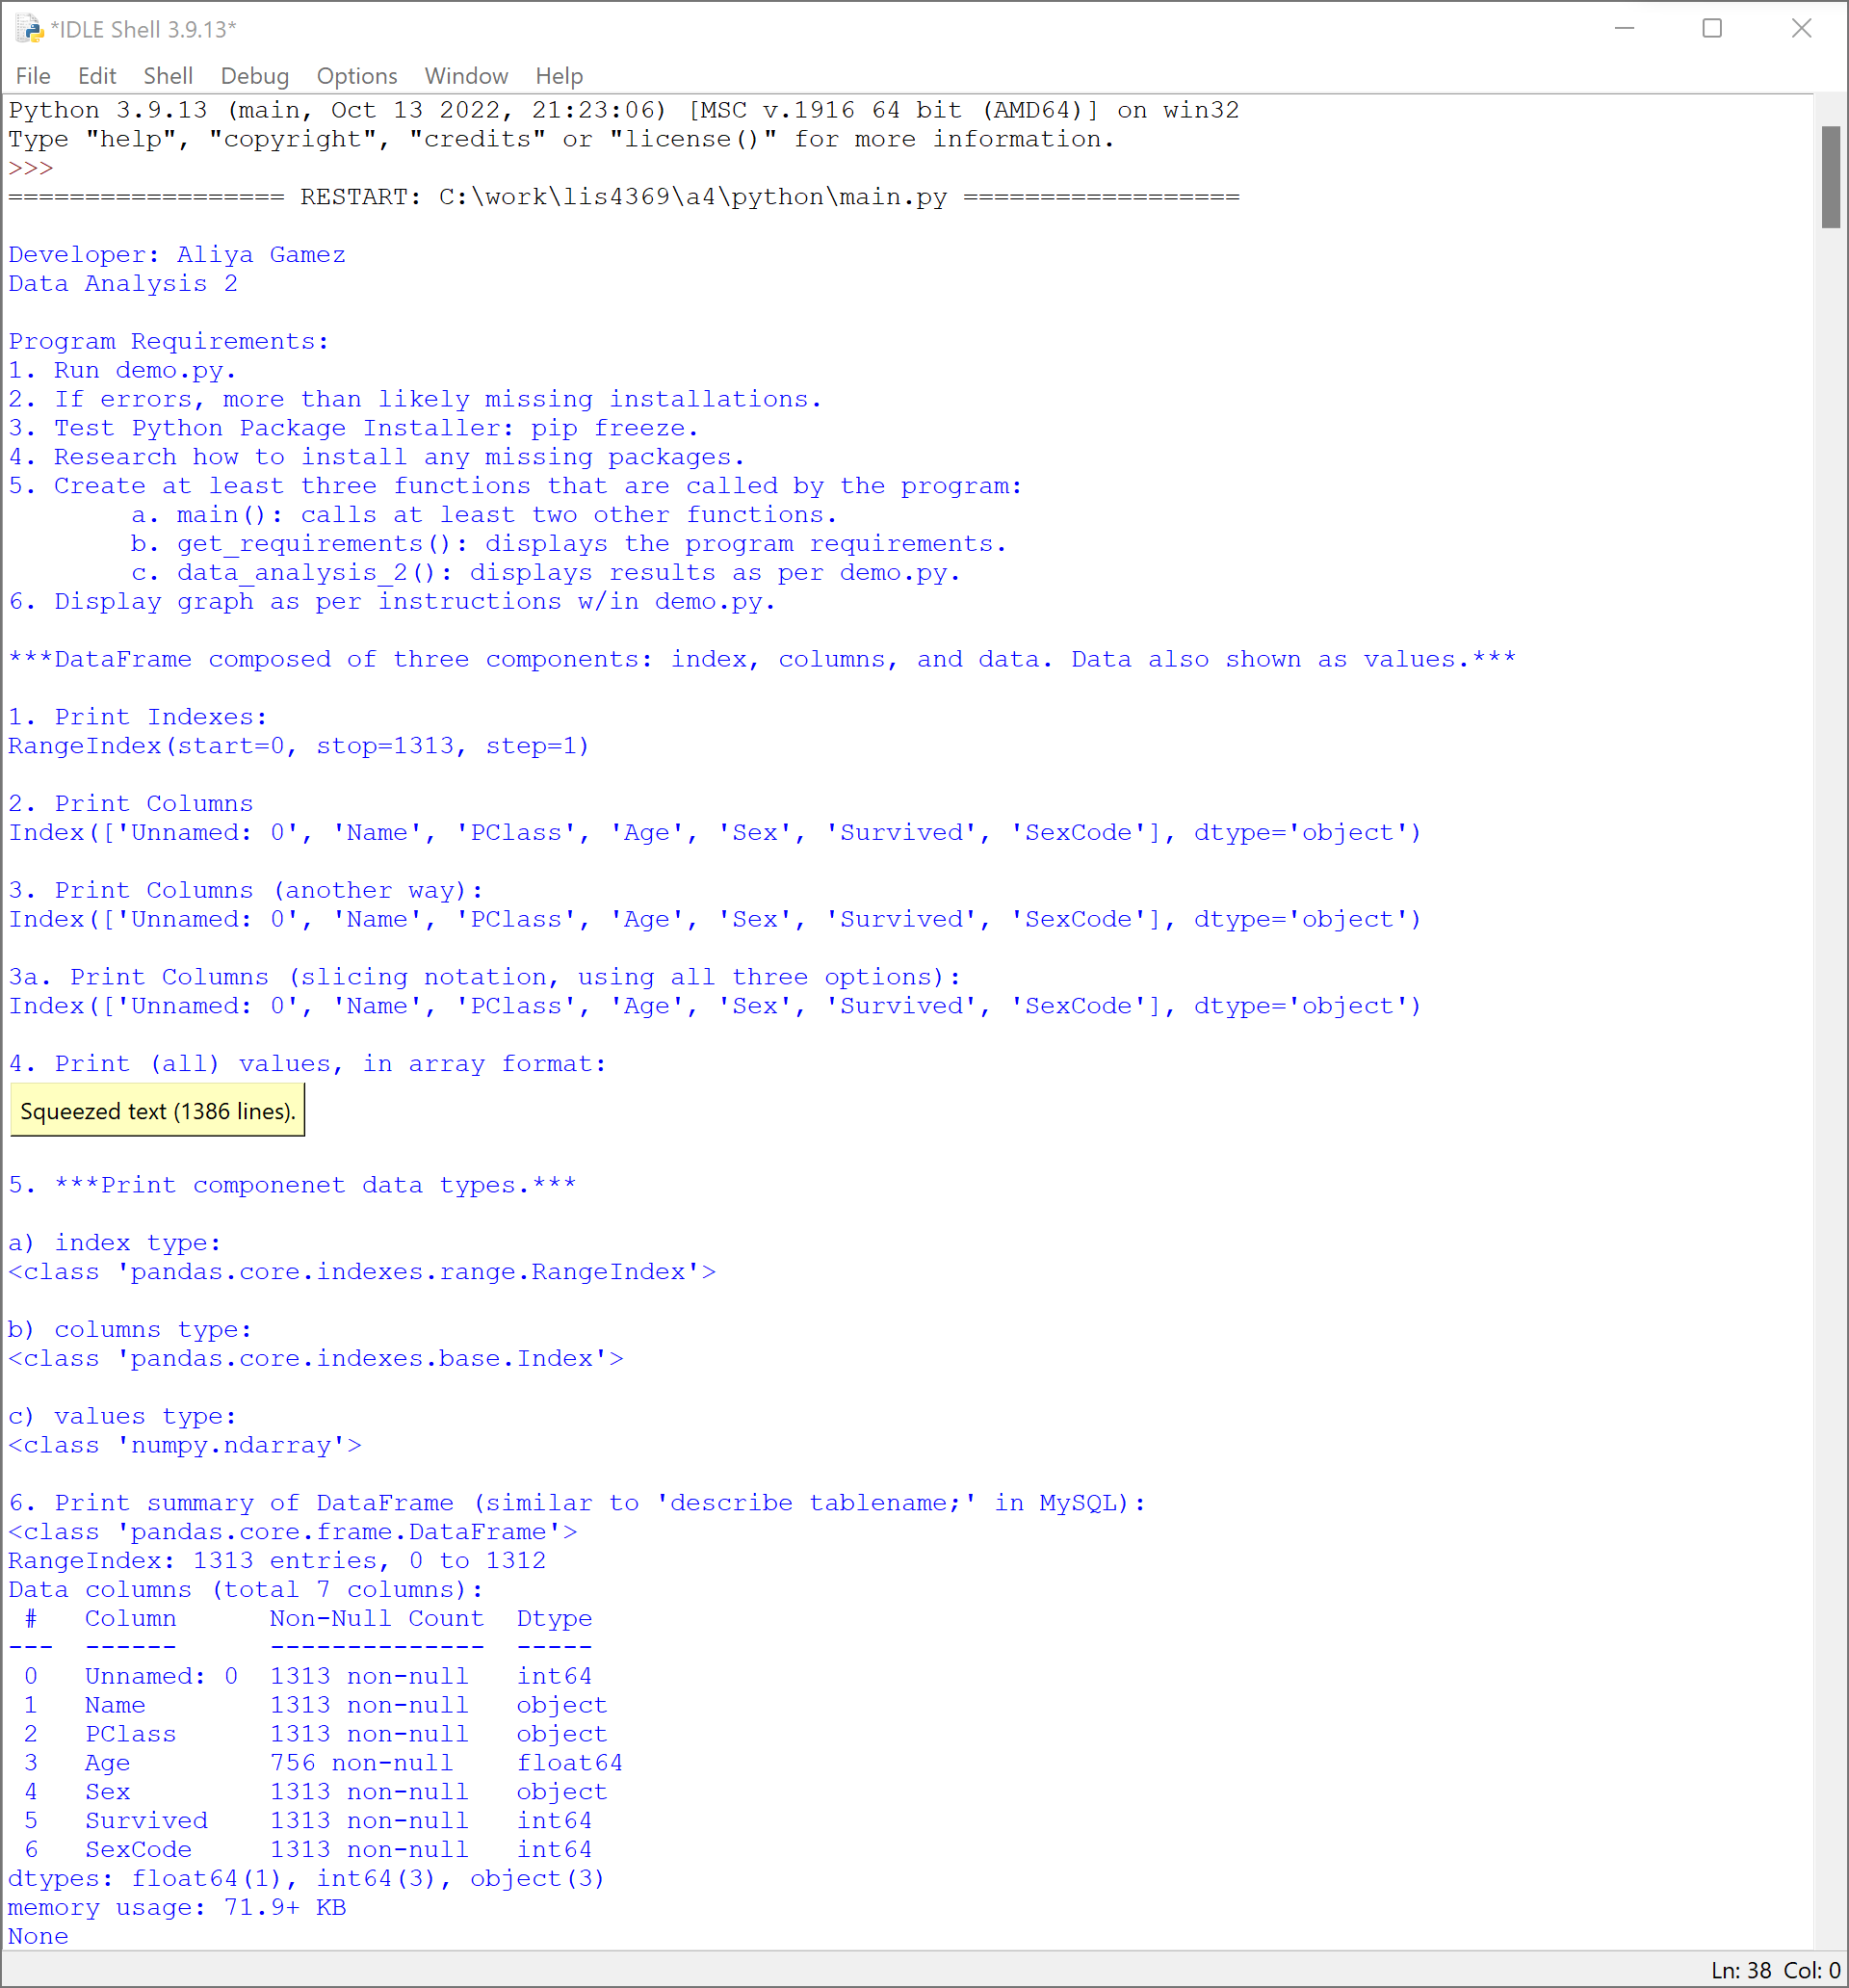 *IDLE Shell 3.9.13*
File Edit Shell Debug Options Window Help
Python 3.9.13 (main, Oct 13 2022, 21:23:06) [MSC v.1916 64 bit (AMD64)] on win32
Type "help", "copyright", "credits" or "license()" for more information.
>>>
================== RESTART: C:\work\lis4369\a4\python\main.py ==================
Developer: Aliya Gamez
Data Analysis 2
Program Requirements:
1. Run demo.py.
2. If errors, more than likely missing installations.
3. Test Python Package Installer: pip freeze.
4. Research how to install any missing packages.
5. Create at least three functions that are called by the program:
        a. main(): calls at least two other functions.
        b. get_requirements(): displays the program requirements.
        c. data_analysis_2(): displays results as per demo.py.
6. Display graph as per instructions w/in demo.py.
***DataFrame composed of three components: index, columns, and data. Data also shown as values.***
1. Print Indexes:
RangeIndex(start=0, stop=1313, step=1)
2. Print Columns
Index(['Unnamed: 0', 'Name', 'PClass', 'Age', 'Sex', 'Survived', 'SexCode'], dtype='object')
3. Print Columns (another way):
Index(['Unnamed: 0', 'Name', 'PClass', 'Age', 'Sex', 'Survived', 'SexCode'], dtype='object')
3a. Print Columns (slicing notation, using all three options):
Index(['Unnamed: 0', 'Name', 'PClass', 'Age', 'Sex', 'Survived', 'SexCode'], dtype='object')
4. Print (all) values, in array format:
Squeezed text (1386 lines).
5. ***Print componenet data types.***
a) index type:
<class 'pandas.core.indexes.range.RangeIndex'>
b) columns type:
<class 'pandas.core.indexes.base.Index'>
c) values type:
<class 'numpy.ndarray'>
6. Print summary of DataFrame (similar to 'describe tablename;' in MySQL):
<class 'pandas.core.frame.DataFrame'>
RangeIndex: 1313 entries, 0 to 1312
Data columns (total 7 columns):
 #   Column      Non-Null Count  Dtype
---  ------      --------------  -----
 0   Unnamed: 0  1313 non-null   int64
 1   Name        1313 non-null   object
 2   PClass      1313 non-null   object
 3   Age         756 non-null    float64
 4   Sex         1313 non-null   object
 5   Survived    1313 non-null   int64
 6   SexCode     1313 non-null   int64
dtypes: float64(1), int64(3), object(3)
memory usage: 71.9+ KB
None
Ln: 38 Col: 0